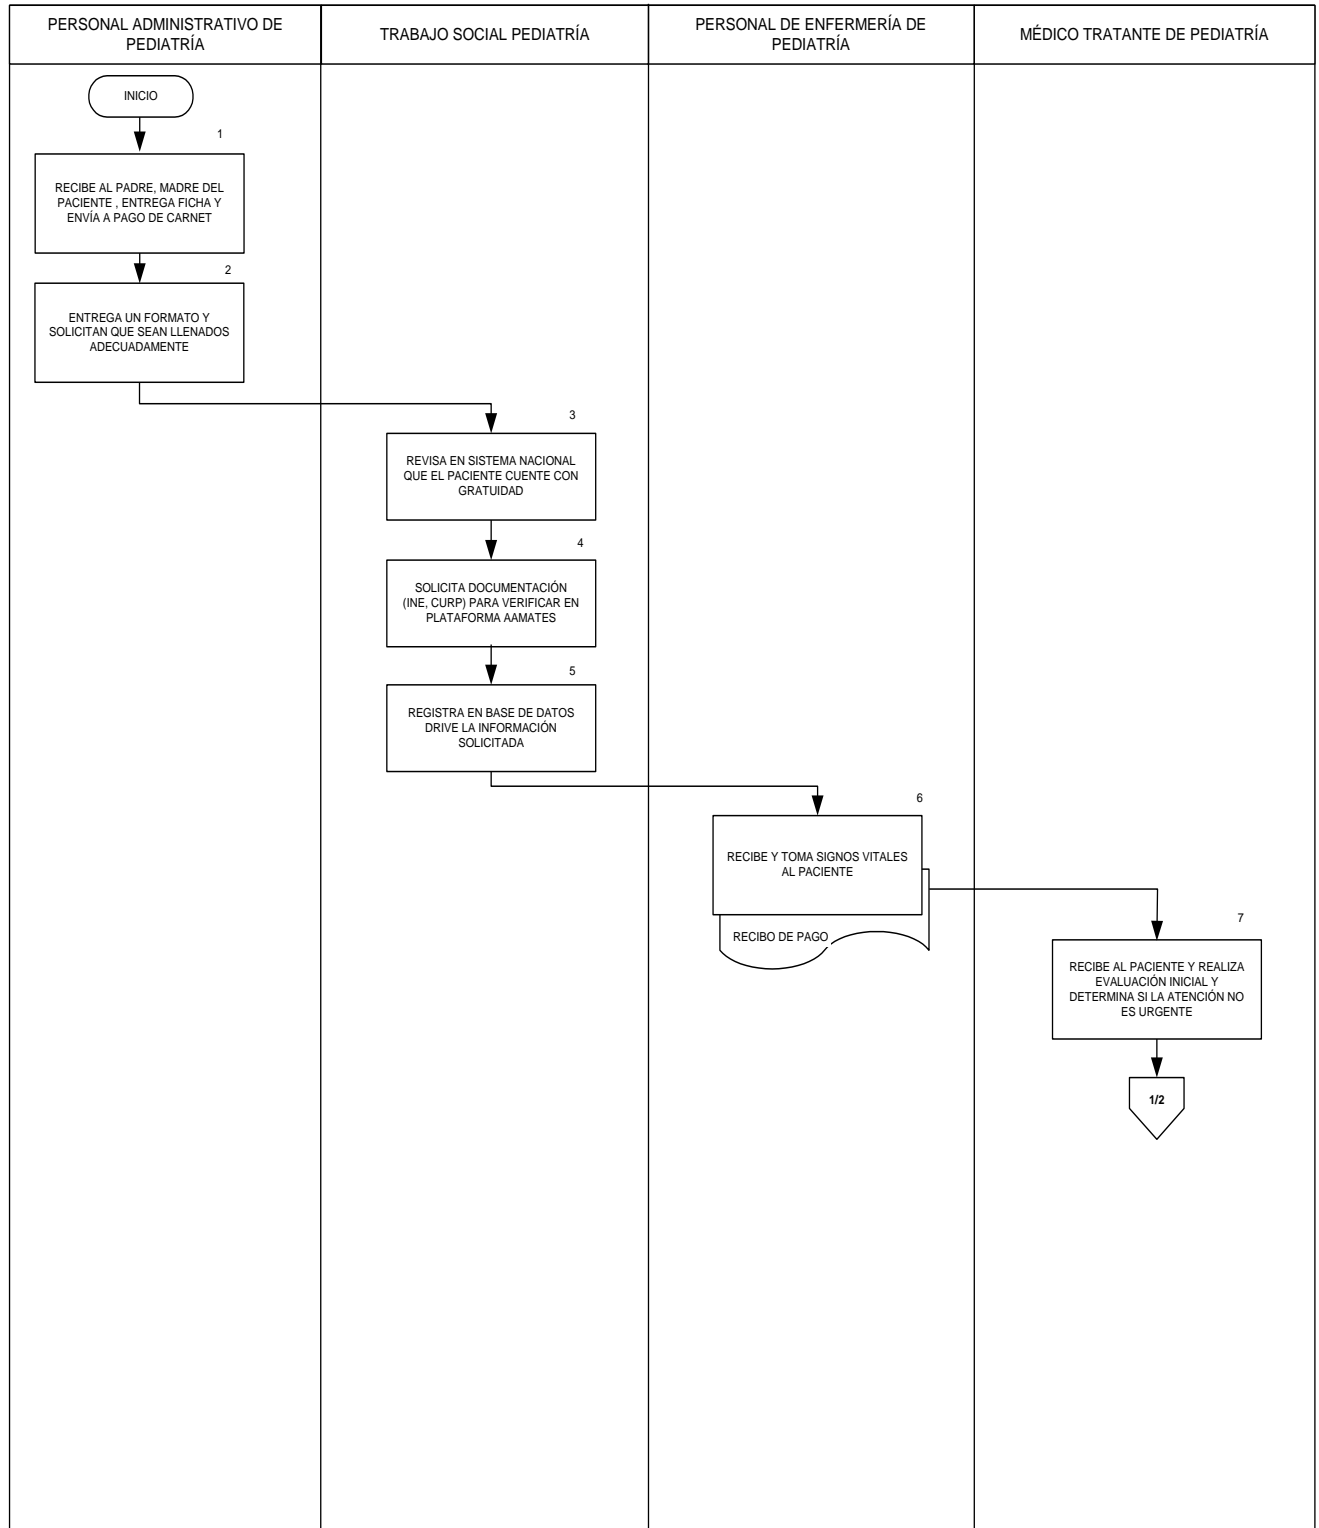 PERSONAL ADMINISTRATIVO DE
PEDIATRÍA
TRABAJO SOCIAL PEDIATRÍA
PERSONAL DE ENFERMERÍA DE
PEDIATRÍA
MÉDICO TRATANTE DE PEDIATRÍA
INICIO
1
RECIBE AL PADRE, MADRE DEL
PACIENTE , ENTREGA FICHA Y
ENVÍA A PAGO DE CARNET
2
ENTREGA UN FORMATO Y
SOLICITAN QUE SEAN LLENADOS
ADECUADAMENTE
3
REVISA EN SISTEMA NACIONAL
QUE EL PACIENTE CUENTE CON
GRATUIDAD
4
SOLICITA DOCUMENTACIÓN
(INE, CURP) PARA VERIFICAR EN
PLATAFORMA AAMATES
5
REGISTRA EN BASE DE DATOS
DRIVE LA INFORMACIÓN
SOLICITADA
6
RECIBE Y TOMA SIGNOS VITALES
AL PACIENTE
RECIBO DE PAGO
7
RECIBE AL PACIENTE Y REALIZA
EVALUACIÓN INICIAL Y
DETERMINA SI LA ATENCIÓN NO
ES URGENTE
1/2